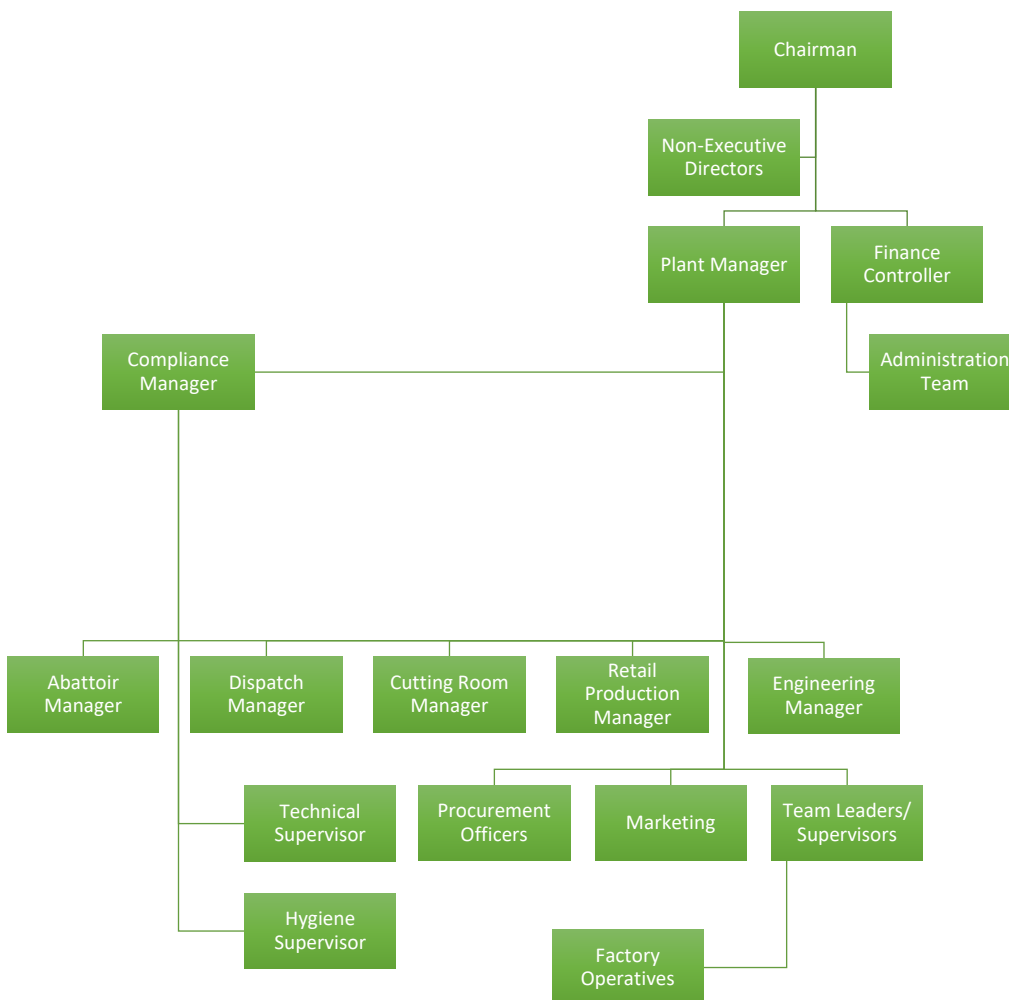 Chairman
Non-Executive
Directors
Plant Manager
Finance
Controller
Compliance
Manager
Administration
Team
Abattoir
Manager
Dispatch
Manager
Cutting Room
Manager
Retail
Production
Manager
Engineering
Manager
Technical
Supervisor
Procurement
Officers
Marketing
Team Leaders/
Supervisors
Hygiene
Supervisor
Factory
Operatives